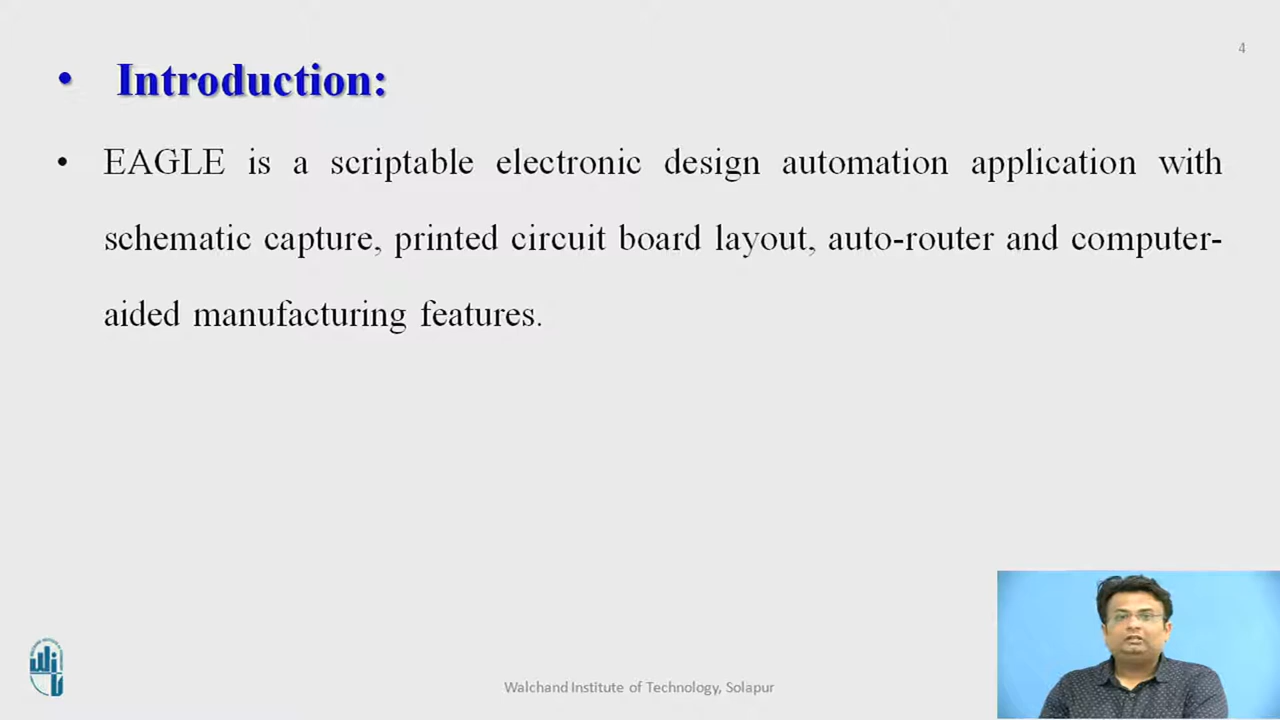 4
• Introduction:
• EAGLE is a scriptable electronic design automation application with
schematic capture, printed circuit board layout, auto-router and computer-
aided manufacturing features.
Walchand Institute of Technology, Solapur